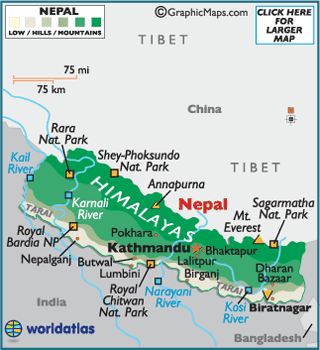 NEPAL
LOW / HILLS / MOUNTAINS
©GraphicMaps.com
CLICK HERE
FOR
LARGER
MAP
TIBET
75 mi
75 km
China
Rara
Nat. Park
Shey-Phoksundo
Nat. Park
TIBET
Kail
River
Annapurna
HIMALAYAS
Nepal
Karnali
River
Mt.
Everest
Sagarmatha
Nat. Park
TARAI
Royal
Bardia NP
Pokhara
Kathmandu
Bhaktapur
Nepalganj
Butwal
Lalitpur
Dharan
Lumbini
Birganj
Bazaar
TARAI
Royal
Chitwan
Nat. Park
Narayani
River
Kosi
River
Biratnagar
India
Bangladesh
worldatlas